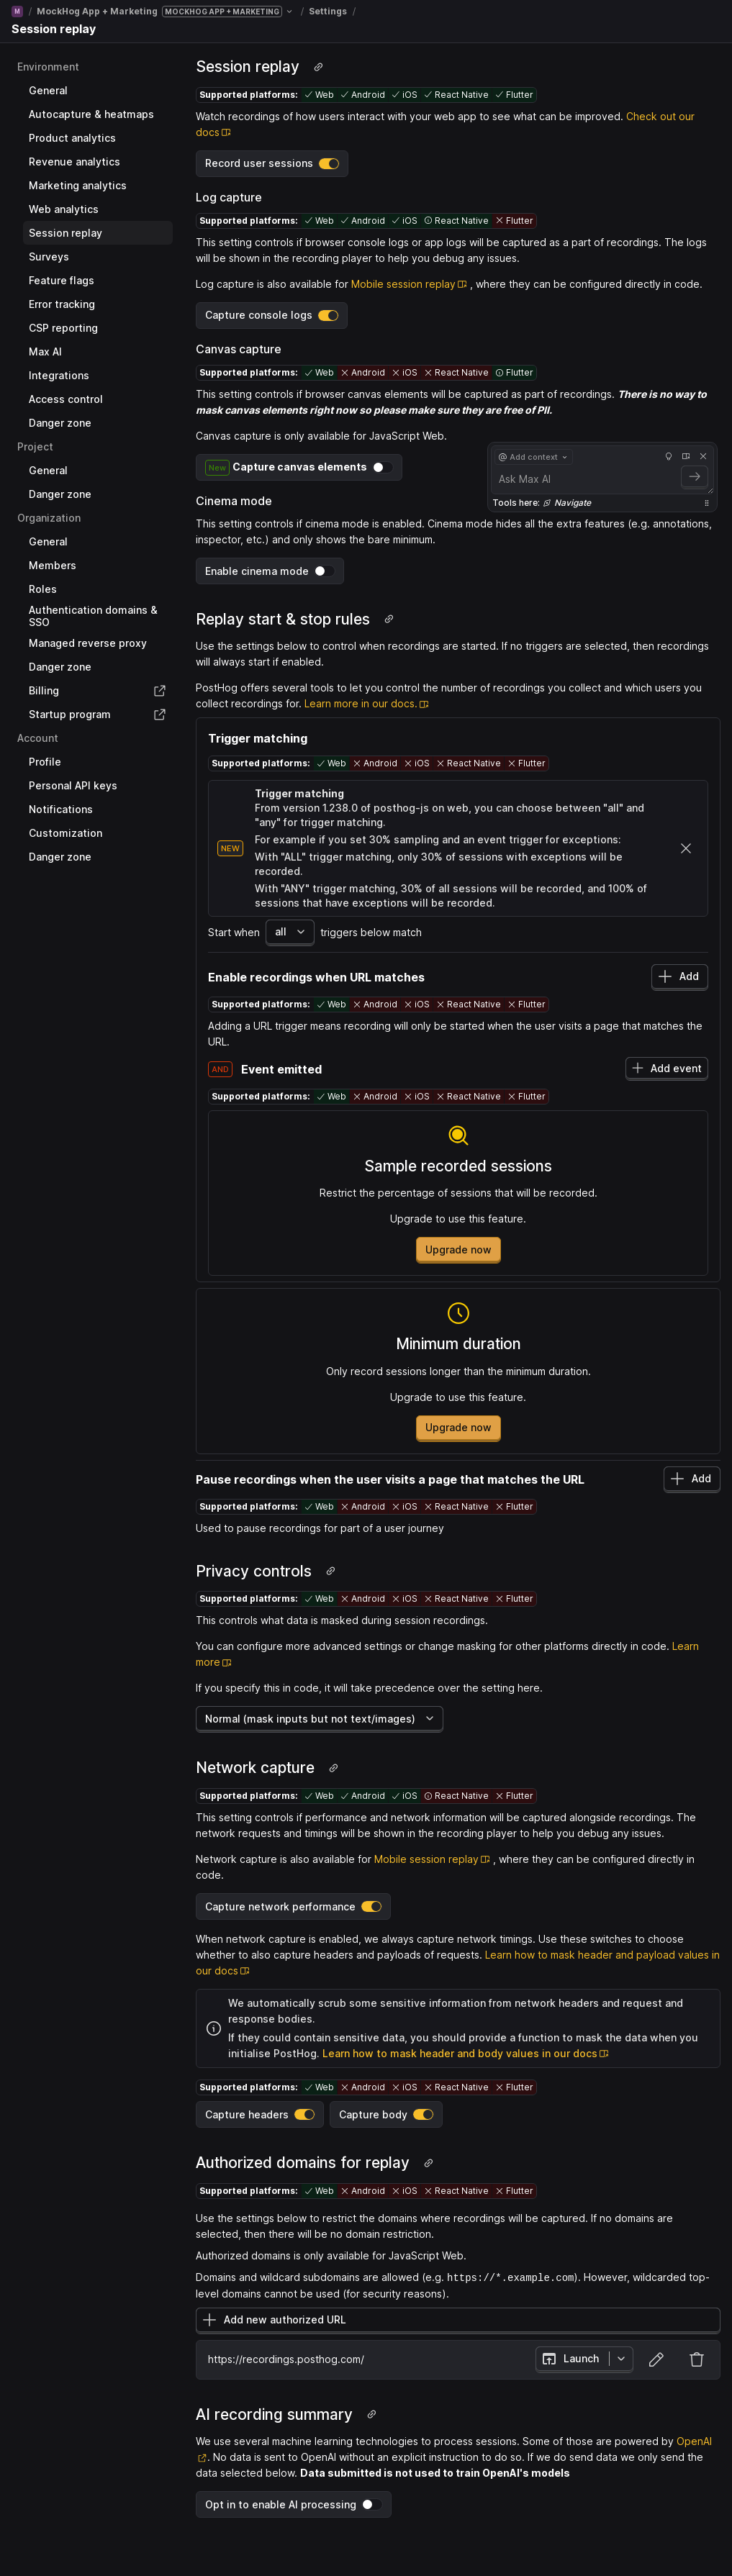 M / MockHog App + Marketing MOCKHOG APP + MARKETING / Settings /
Session replay
Environment
General
Autocapture & heatmaps
Product analytics
Revenue analytics
Marketing analytics
Web analytics
Session replay
Surveys
Feature flags
Error tracking
CSP reporting
Max AI
Integrations
Access control
Danger zone
Project
General
Danger zone
Organization
General
Members
Roles
Authentication domains &
SSO
Managed reverse proxy
Danger zone
Billing
Startup program
Account
Profile
Personal API keys
Notifications
Customization
Danger zone
Session replay
Supported platforms: Web Android iOS React Native Flutter
Watch recordings of how users interact with your web app to see what can be improved. Check out our
docs
Record user sessions
Log capture
Supported platforms: Web Android iOS React Native Flutter
This setting controls if browser console logs or app logs will be captured as a part of recordings. The logs
will be shown in the recording player to help you debug any issues.
Log capture is also available for Mobile session replay , where they can be configured directly in code.
Capture console logs
Canvas capture
Supported platforms: Web Android iOS React Native Flutter
This setting controls if browser canvas elements will be captured as part of recordings. There is no way to
mask canvas elements right now so please make sure they are free of PII.
Canvas capture is only available for JavaScript Web.
New Capture canvas elements
@ Add context
Ask Max AI
Tools here: Navigate
Cinema mode
This setting controls if cinema mode is enabled. Cinema mode hides all the extra features (e.g. annotations,
inspector, etc.) and only shows the bare minimum.
Enable cinema mode
Replay start & stop rules
Use the settings below to control when recordings are started. If no triggers are selected, then recordings
will always start if enabled.
PostHog offers several tools to let you control the number of recordings you collect and which users you
collect recordings for. Learn more in our docs.
Trigger matching
Supported platforms: Web Android iOS React Native Flutter
NEW
Trigger matching
From version 1.238.0 of posthog-js on web, you can choose between "all" and
"any" for trigger matching.
For example if you set 30% sampling and an event trigger for exceptions:
With "ALL" trigger matching, only 30% of sessions with exceptions will be
recorded.
With "ANY" trigger matching, 30% of all sessions will be recorded, and 100% of
sessions that have exceptions will be recorded.
Start when all triggers below match
Enable recordings when URL matches Add
Supported platforms: Web Android iOS React Native Flutter
Adding a URL trigger means recording will only be started when the user visits a page that matches the
URL.
AND Event emitted Add event
Supported platforms: Web Android iOS React Native Flutter
Sample recorded sessions
Restrict the percentage of sessions that will be recorded.
Upgrade to use this feature.
Upgrade now
Minimum duration
Only record sessions longer than the minimum duration.
Upgrade to use this feature.
Upgrade now
Pause recordings when the user visits a page that matches the URL Add
Supported platforms: Web Android iOS React Native Flutter
Used to pause recordings for part of a user journey
Privacy controls
Supported platforms: Web Android iOS React Native Flutter
This controls what data is masked during session recordings.
You can configure more advanced settings or change masking for other platforms directly in code. Learn
more
If you specify this in code, it will take precedence over the setting here.
Normal (mask inputs but not text/images)
Network capture
Supported platforms: Web Android iOS React Native Flutter
This setting controls if performance and network information will be captured alongside recordings. The
network requests and timings will be shown in the recording player to help you debug any issues.
Network capture is also available for Mobile session replay , where they can be configured directly in
code.
Capture network performance
When network capture is enabled, we always capture network timings. Use these switches to choose
whether to also capture headers and payloads of requests. Learn how to mask header and payload values in
our docs
We automatically scrub some sensitive information from network headers and request and
response bodies.
If they could contain sensitive data, you should provide a function to mask the data when you
initialise PostHog. Learn how to mask header and body values in our docs
Supported platforms: Web Android iOS React Native Flutter
Capture headers Capture body
Authorized domains for replay
Supported platforms: Web Android iOS React Native Flutter
Use the settings below to restrict the domains where recordings will be captured. If no domains are
selected, then there will be no domain restriction.
Authorized domains is only available for JavaScript Web.
Domains and wildcard subdomains are allowed (e.g. https://*.example.com). However, wildcarded top-
level domains cannot be used (for security reasons).
Add new authorized URL
https://recordings.posthog.com/ Launch
AI recording summary
We use several machine learning technologies to process sessions. Some of those are powered by OpenAI
. No data is sent to OpenAI without an explicit instruction to do so. If we do send data we only send the
data selected below. Data submitted is not used to train OpenAI's models
Opt in to enable AI processing